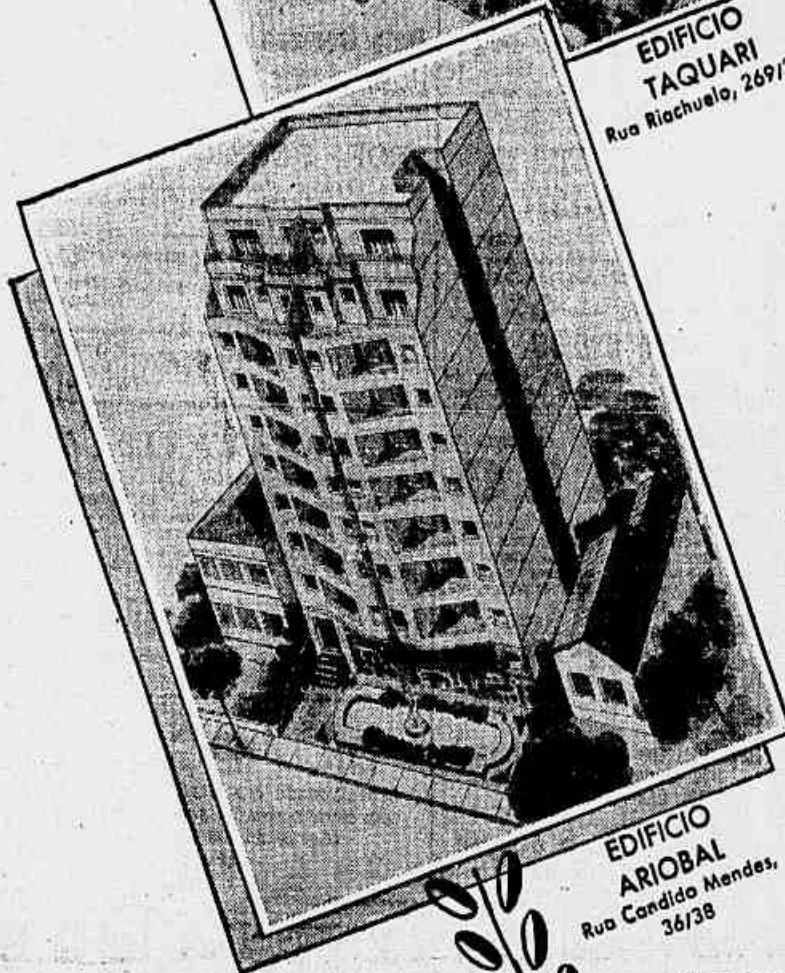 EDIFICIO
TAQUARI
Rua Riachuelo, 269/
EDIFICIO
ARIOBAL
Rua Candido Mendes,
36/38